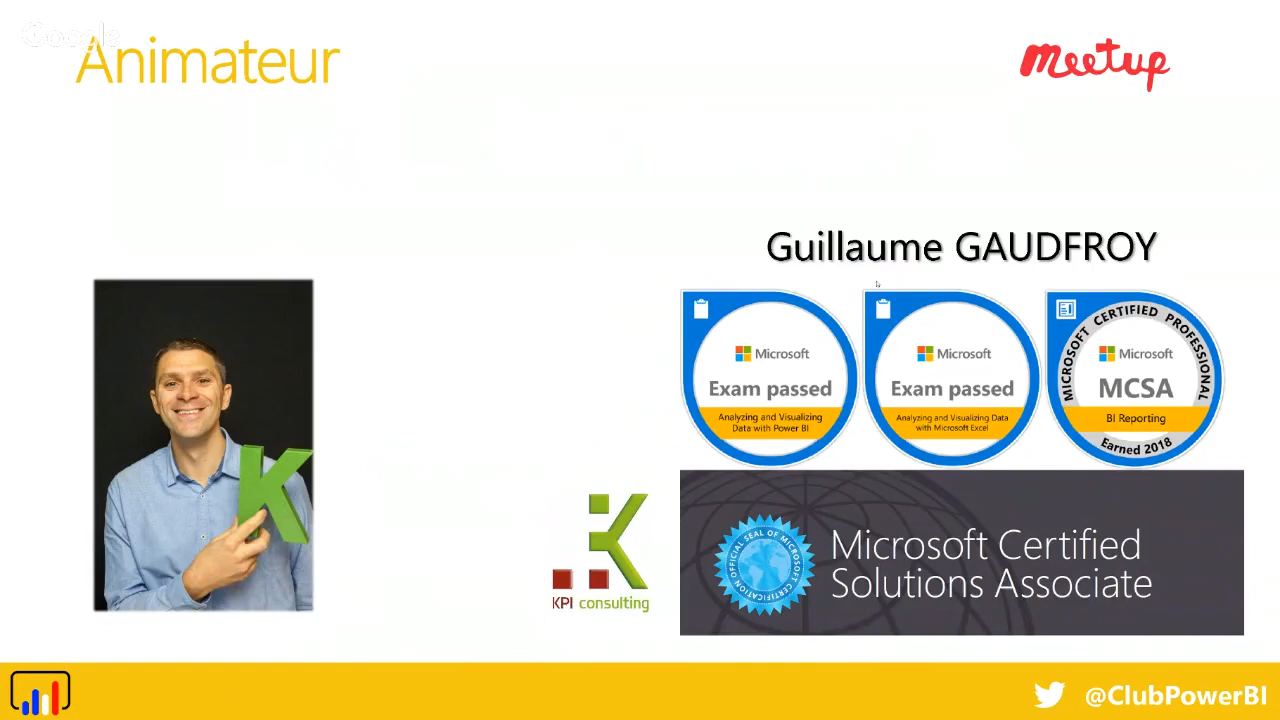 Google
Animateur
meetup
Guillaume GAUDFROY
Microsoft
Exam passed
Analyzing and Visualizing
Data with Power BI
Microsoft
Exam passed
Analyzing and Visualizing Data
with Microsoft Excel
MICROSOFT CERTIFIED PROFESSIONAL
Microsoft
MCSA
BI Reporting
Earned 2018
K
KPI consulting
OFFICIAL SEAL OF MICROSOFT CERTIFICATION
Microsoft Certified
Solutions Associate
@ClubPowerBI